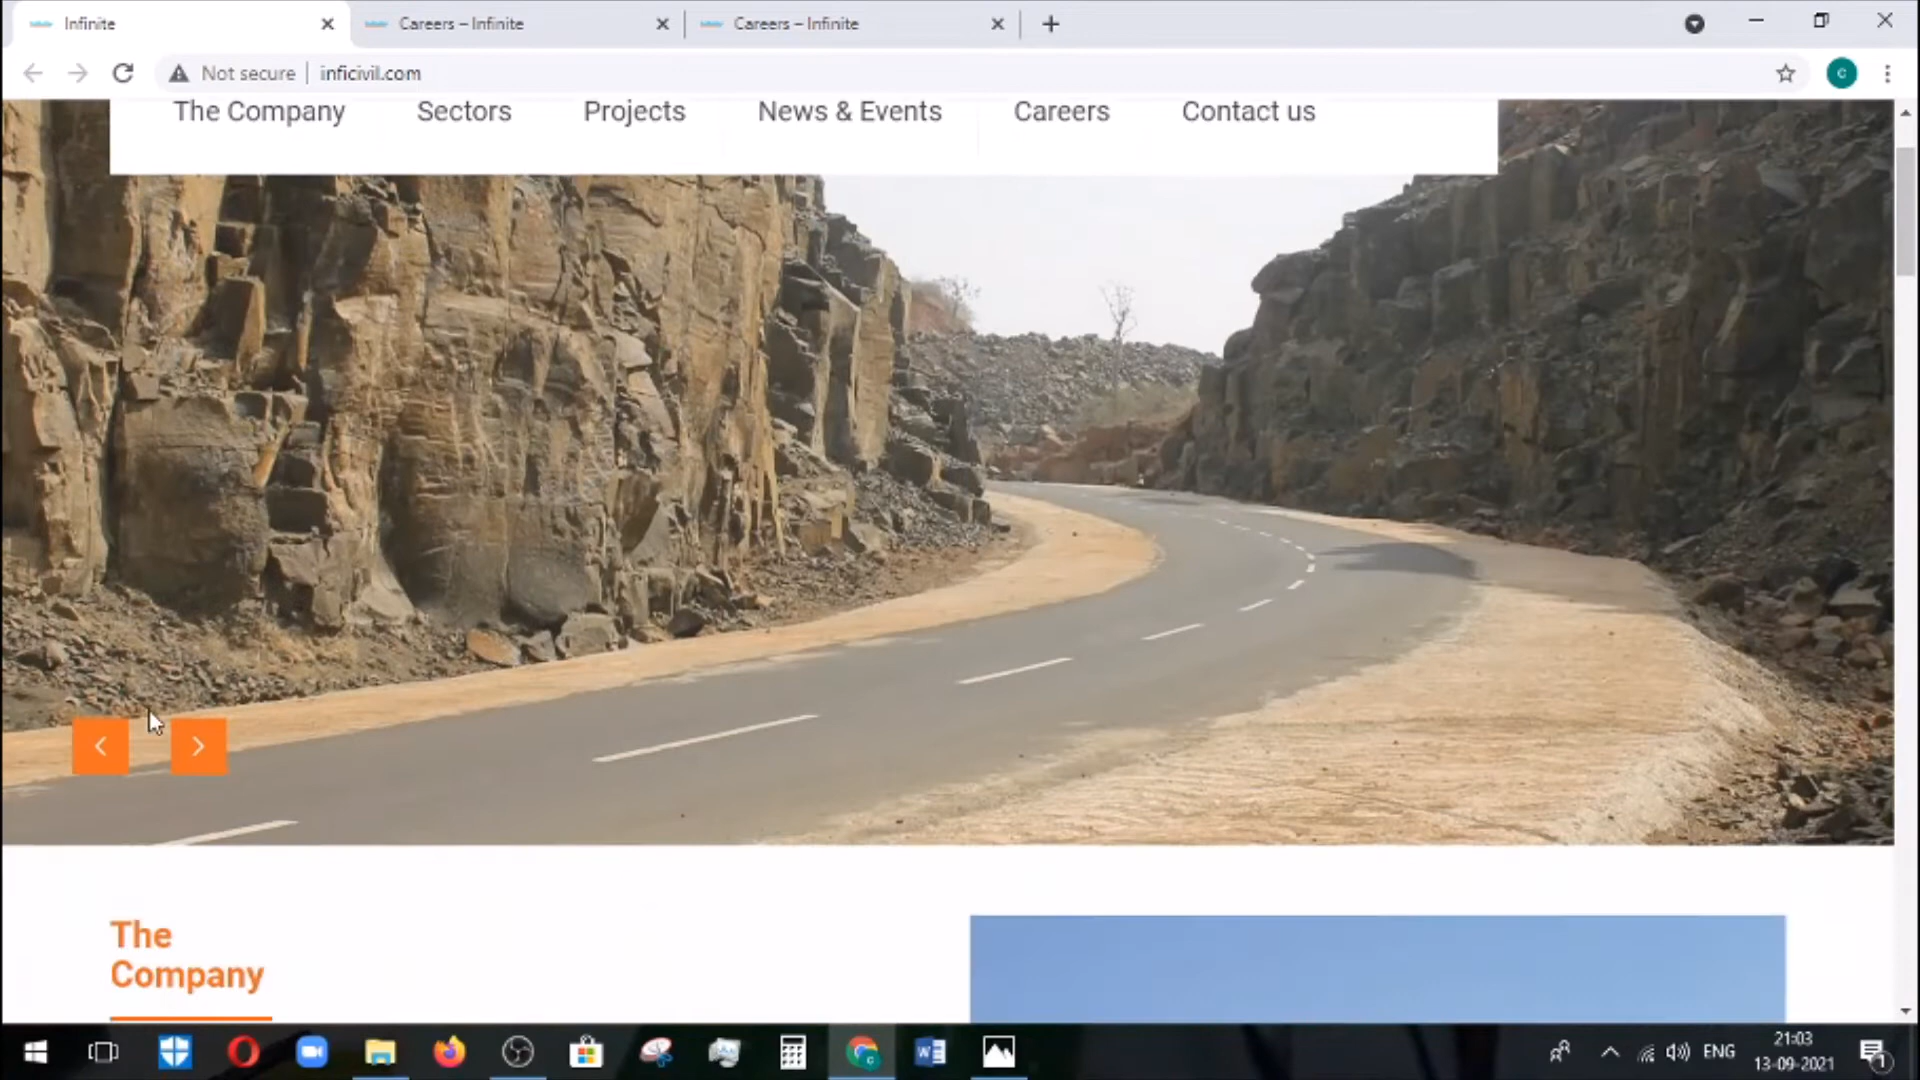 Infinite
Careers – Infinite
Careers – Infinite
Not secure
inficivil.com
c
The Company
Sectors
Projects
News & Events
Careers
Contact us
The
Company
ENG
21:03
13-09-2021
1